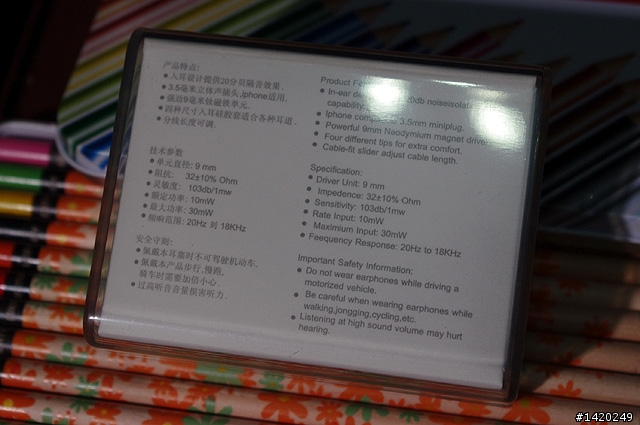 产品特点:
● 入耳设计提供20分贝隔音效果.
● 3.5毫米立体声插头,Iphone适用.
● 强劲9毫米钕磁铁单元.
● 四种尺寸入耳硅胶套适合各种耳道.
● 分线长度可调.
技术参数
● 单元直径: 9 mm
● 阻抗: 32±10% Ohm
● 灵敏度: 103db/1mw
● 额定功率: 10mW
● 最大功率: 30mW
● 频响范围: 20Hz 到 18KHz
安全守则:
● 佩戴本耳塞时不可驾驶机动车.
● 佩戴本产品步行,慢跑,
骑车时需要加倍小心.
● 过高听音音量损害听力.
Product
● In-ear 20db noiseisolat
capability.
● Iphone 3.5mm miniplug.
● Powerful 9mm Neodymium magnet driver
● Four different tips for extra comfort.
● Cable-fit slider adjust cable length.
Specification:
● Driver Unit: 9 mm
● Impedence: 32±10% Ohm
● Sensitivity: 103db/1mw
● Rate Input: 10mW
● Maximium Input: 30mW
● Feequency Response: 20Hz to 18KHz
Important Safety Information:
● Do not wear earphones while driving a
motorized vehicle.
● Be careful when wearing earphones while
walking,jongging,cycling,etc.
● Listening at high sound volume may hurt
hearing.
#1420249